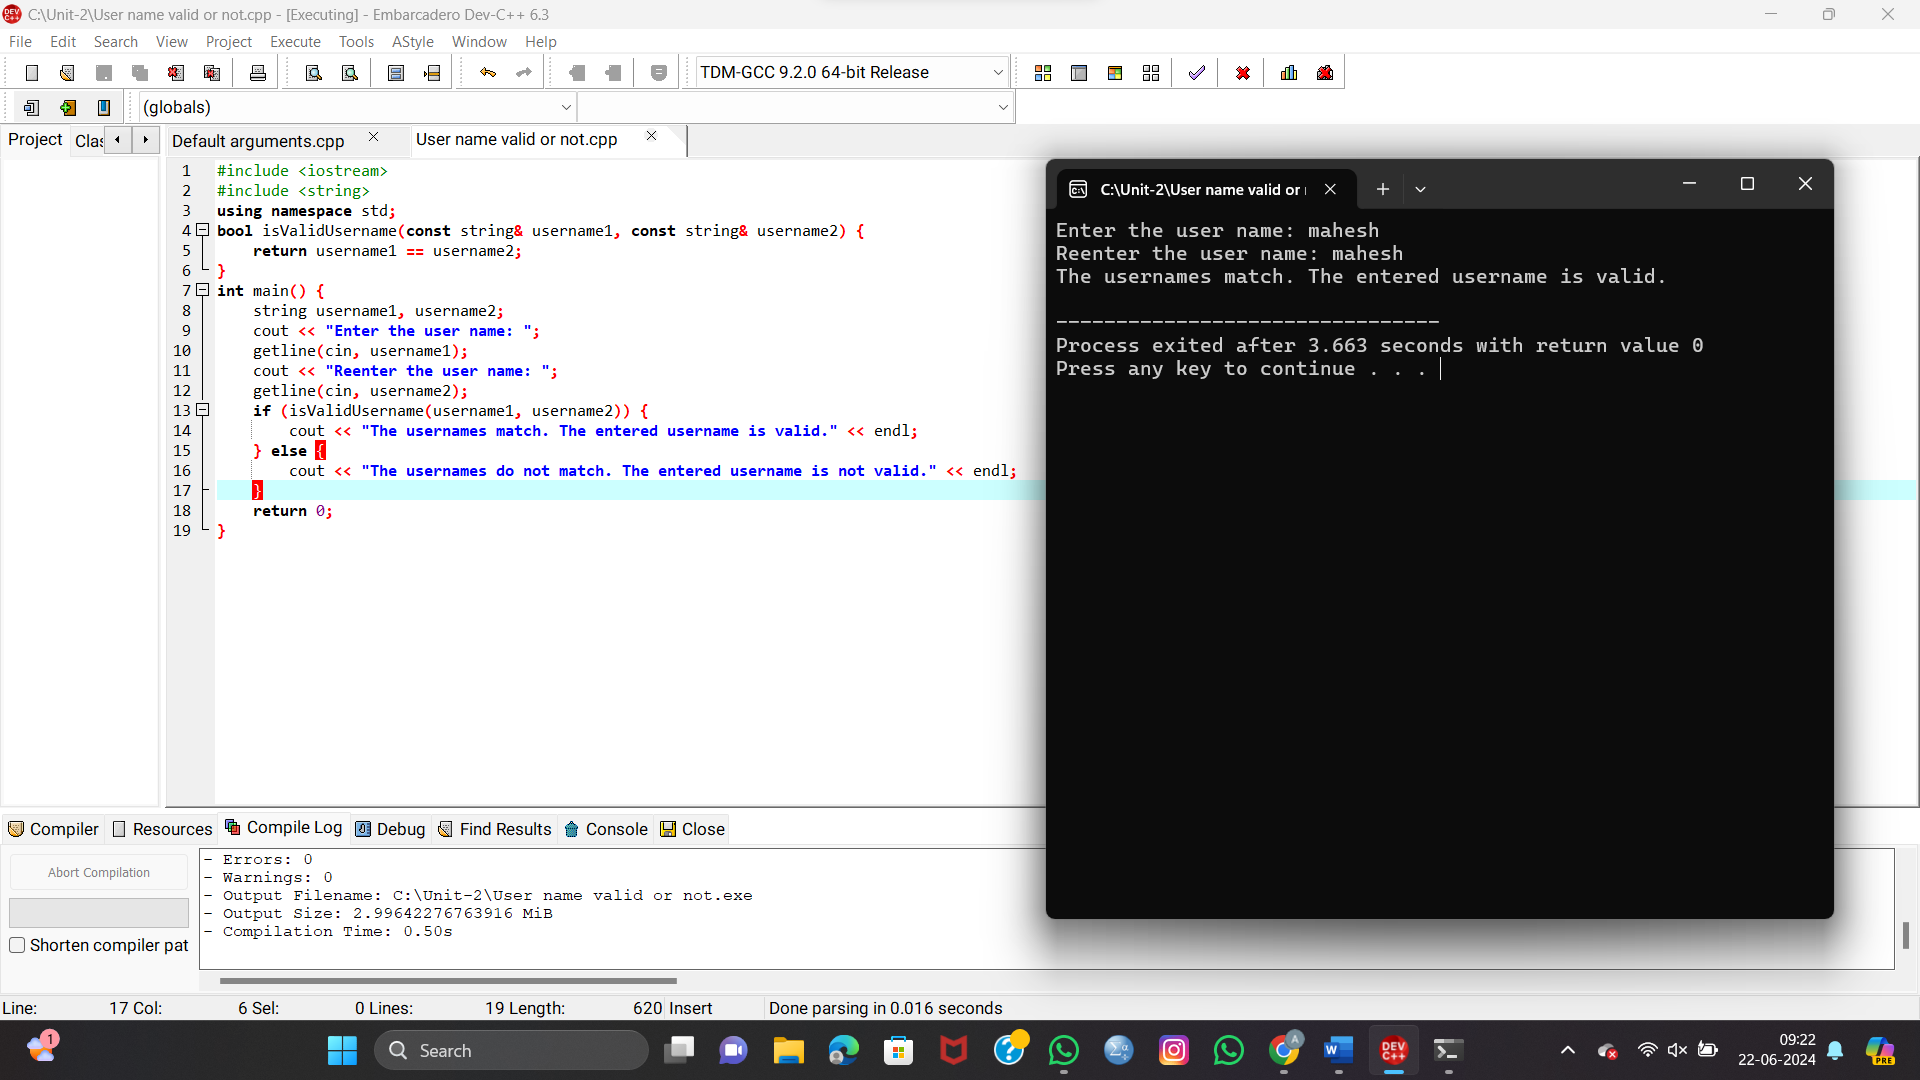 C:\Unit-2\User name valid or not.cpp - [Executing] - Embarcadero Dev-C++ 6.3
File Edit Search View Project Execute Tools AStyle Window Help
TDM-GCC 9.2.0 64-bit Release
(globals)
Project Clas Default arguments.cpp User name valid or not.cpp
1 #include <iostream>
2 #include <string>
3 using namespace std;
4 bool isValidUsername(const string& username1, const string& username2) {
5 return username1 == username2;
6 }
7 int main() {
8 string username1, username2;
9 cout << "Enter the user name: ";
10 getline(cin, username1);
11 cout << "Reenter the user name: ";
12 getline(cin, username2);
13 if (isValidUsername(username1, username2)) {
14 cout << "The usernames match. The entered username is valid." << endl;
15 } else {
16 cout << "The usernames do not match. The entered username is not valid." << endl;
17 }
18 return 0;
19 }
C:\Unit-2\User name valid or
Enter the user name: mahesh
Reenter the user name: mahesh
The usernames match. The entered username is valid.
--------------------------------
Process exited after 3.663 seconds with return value 0
Press any key to continue . . .
Compiler Resources Compile Log Debug Find Results Console Close
Abort Compilation
Shorten compiler pat
- Errors: 0
- Warnings: 0
- Output Filename: C:\Unit-2\User name valid or not.exe
- Output Size: 2.99642276763916 MiB
- Compilation Time: 0.50s
Line: 17 Col: 6 Sel: 0 Lines: 19 Length: 620 Insert Done parsing in 0.016 seconds
1
Search
A
DEV C++
09:22
22-06-2024
PRE